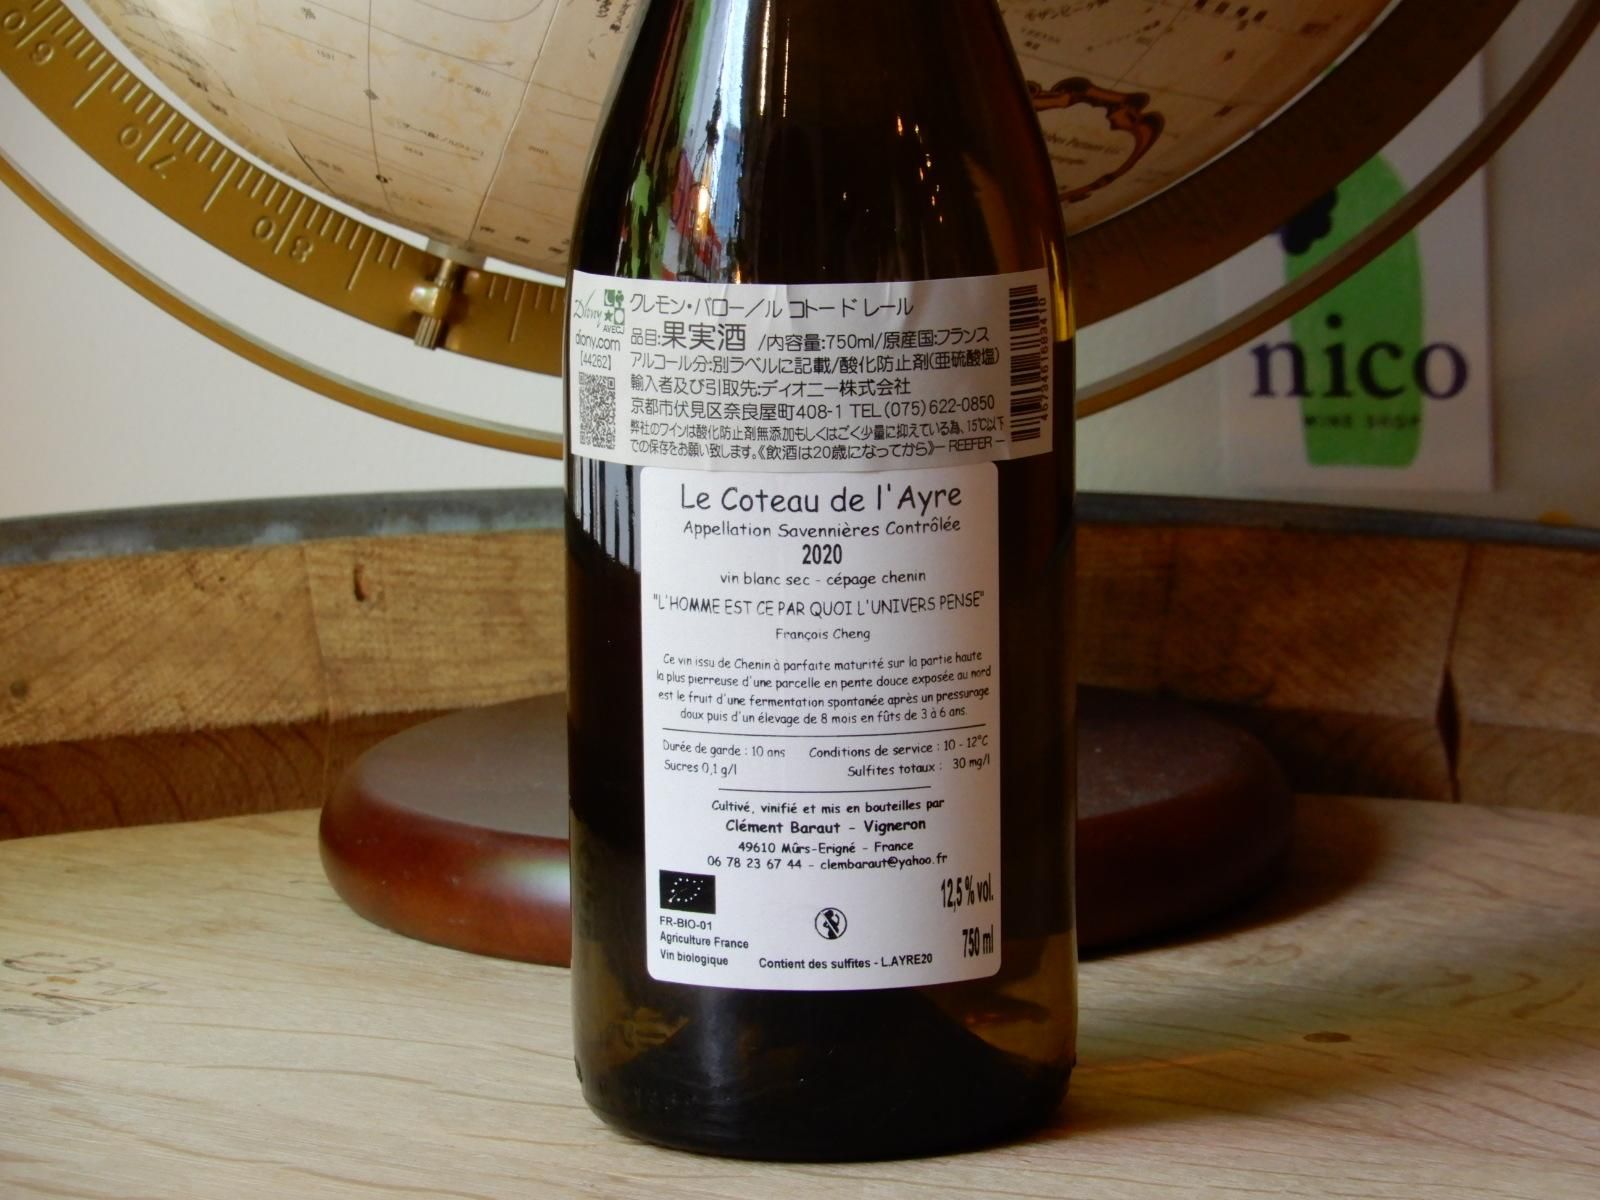 Diony
AVEC J
diony.com
[44262]
クレモン・バロー/ル コトー ド レール
品目:果実酒 /内容量:750ml/原産国:フランス
アルコール分:別ラベルに記載/酸化防止剤(亜硫酸塩)
輸入者及び引取先:ディオニー株式会社
京都市伏見区奈良屋町408-1 TEL(075)622-0850
弊社のワインは酸化防止剤無添加もしくはごく少量に抑えている為、15℃以下
での保存をお願い致します。《飲酒は20歳になってから》— REEFER —
Le Coteau de l'Ayre
Appellation Savennières Contrôlée
2020
vin blanc sec - cépage chenin
"L'HOMME EST CE PAR QUOI L'UNIVERS PENSE"
François Cheng
Ce vin issu de Chenin à parfaite maturité sur la partie haute
la plus pierreuse d'une parcelle en pente douce exposée au nord
est le fruit d'une fermentation spontanée après un pressurage
doux puis d'un élevage de 8 mois en fûts de 3 à 6 ans.
Durée de garde : 10 ans Conditions de service : 10 - 12°C
Sucres 0,1 g/l Sulfites totaux : 30 mg/l
Cultivé, vinifié et mis en bouteilles par
Clément Baraut - Vigneron
49610 Mûrs-Erigné - France
06 78 23 67 44 - clembaraut@yahoo.fr
12,5 % vol.
FR-BIO-01
Agriculture France
Vin biologique
750 ml
Contient des sulfites - L.AYRE20
nico
WINE SHOP
60
70
80